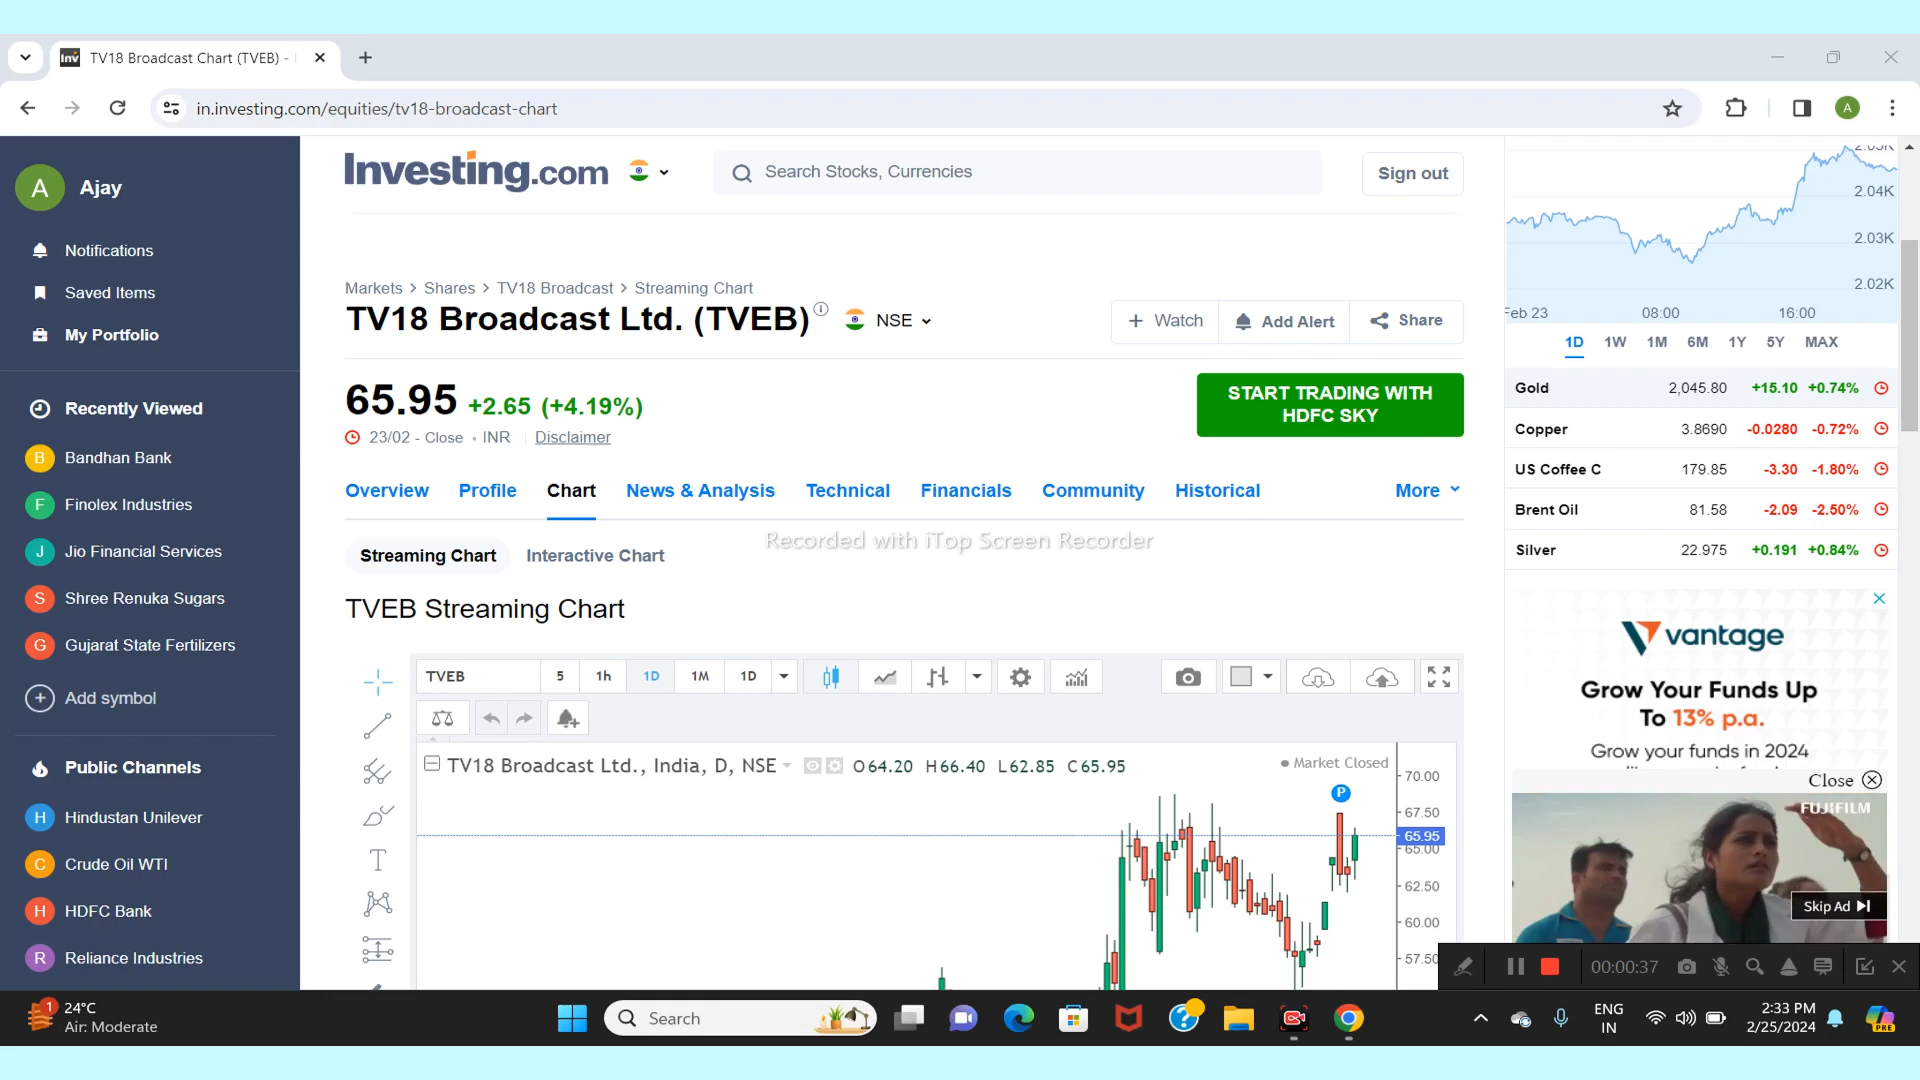 Inv TV18 Broadcast Chart (TVEB) -
in.investing.com/equities/tv18-broadcast-chart
A
A Ajay
Notifications
Saved Items
My Portfolio
Recently Viewed
B Bandhan Bank
F Finolex Industries
J Jio Financial Services
S Shree Renuka Sugars
G Gujarat State Fertilizers
Add symbol
Public Channels
H Hindustan Unilever
C Crude Oil WTI
H HDFC Bank
R Reliance Industries
Investing.com
Search Stocks, Currencies
Sign out
Markets > Shares > TV18 Broadcast > Streaming Chart
TV18 Broadcast Ltd. (TVEB)
NSE
+ Watch
Add Alert
Share
65.95 +2.65 (+4.19%)
23/02 - Close • INR
Disclaimer
START TRADING WITH
HDFC SKY
Overview Profile Chart News & Analysis Technical Financials Community Historical More
Recorded with iTop Screen Recorder
Streaming Chart Interactive Chart
TVEB Streaming Chart
TVEB 5 1h 1D 1M 1D
TV18 Broadcast Ltd., India, D, NSE O64.20 H66.40 L62.85 C65.95
Market Closed
P
70.00
67.50
65.95
65.00
62.50
60.00
57.50
2.05K
2.04K
2.03K
2.02K
Feb 23 08:00 16:00
1D 1W 1M 6M 1Y 5Y MAX
Gold 2,045.80 +15.10 +0.74%
Copper 3.8690 -0.0280 -0.72%
US Coffee C 179.85 -3.30 -1.80%
Brent Oil 81.58 -2.09 -2.50%
Silver 22.975 +0.191 +0.84%
vantage
Grow Your Funds Up
To 13% p.a.
Grow your funds in 2024
Close
FUJIFILM
Skip Ad
00:00:37
1
24°C
Air: Moderate
Search
ENG
IN
2:33 PM
2/25/2024
PRE